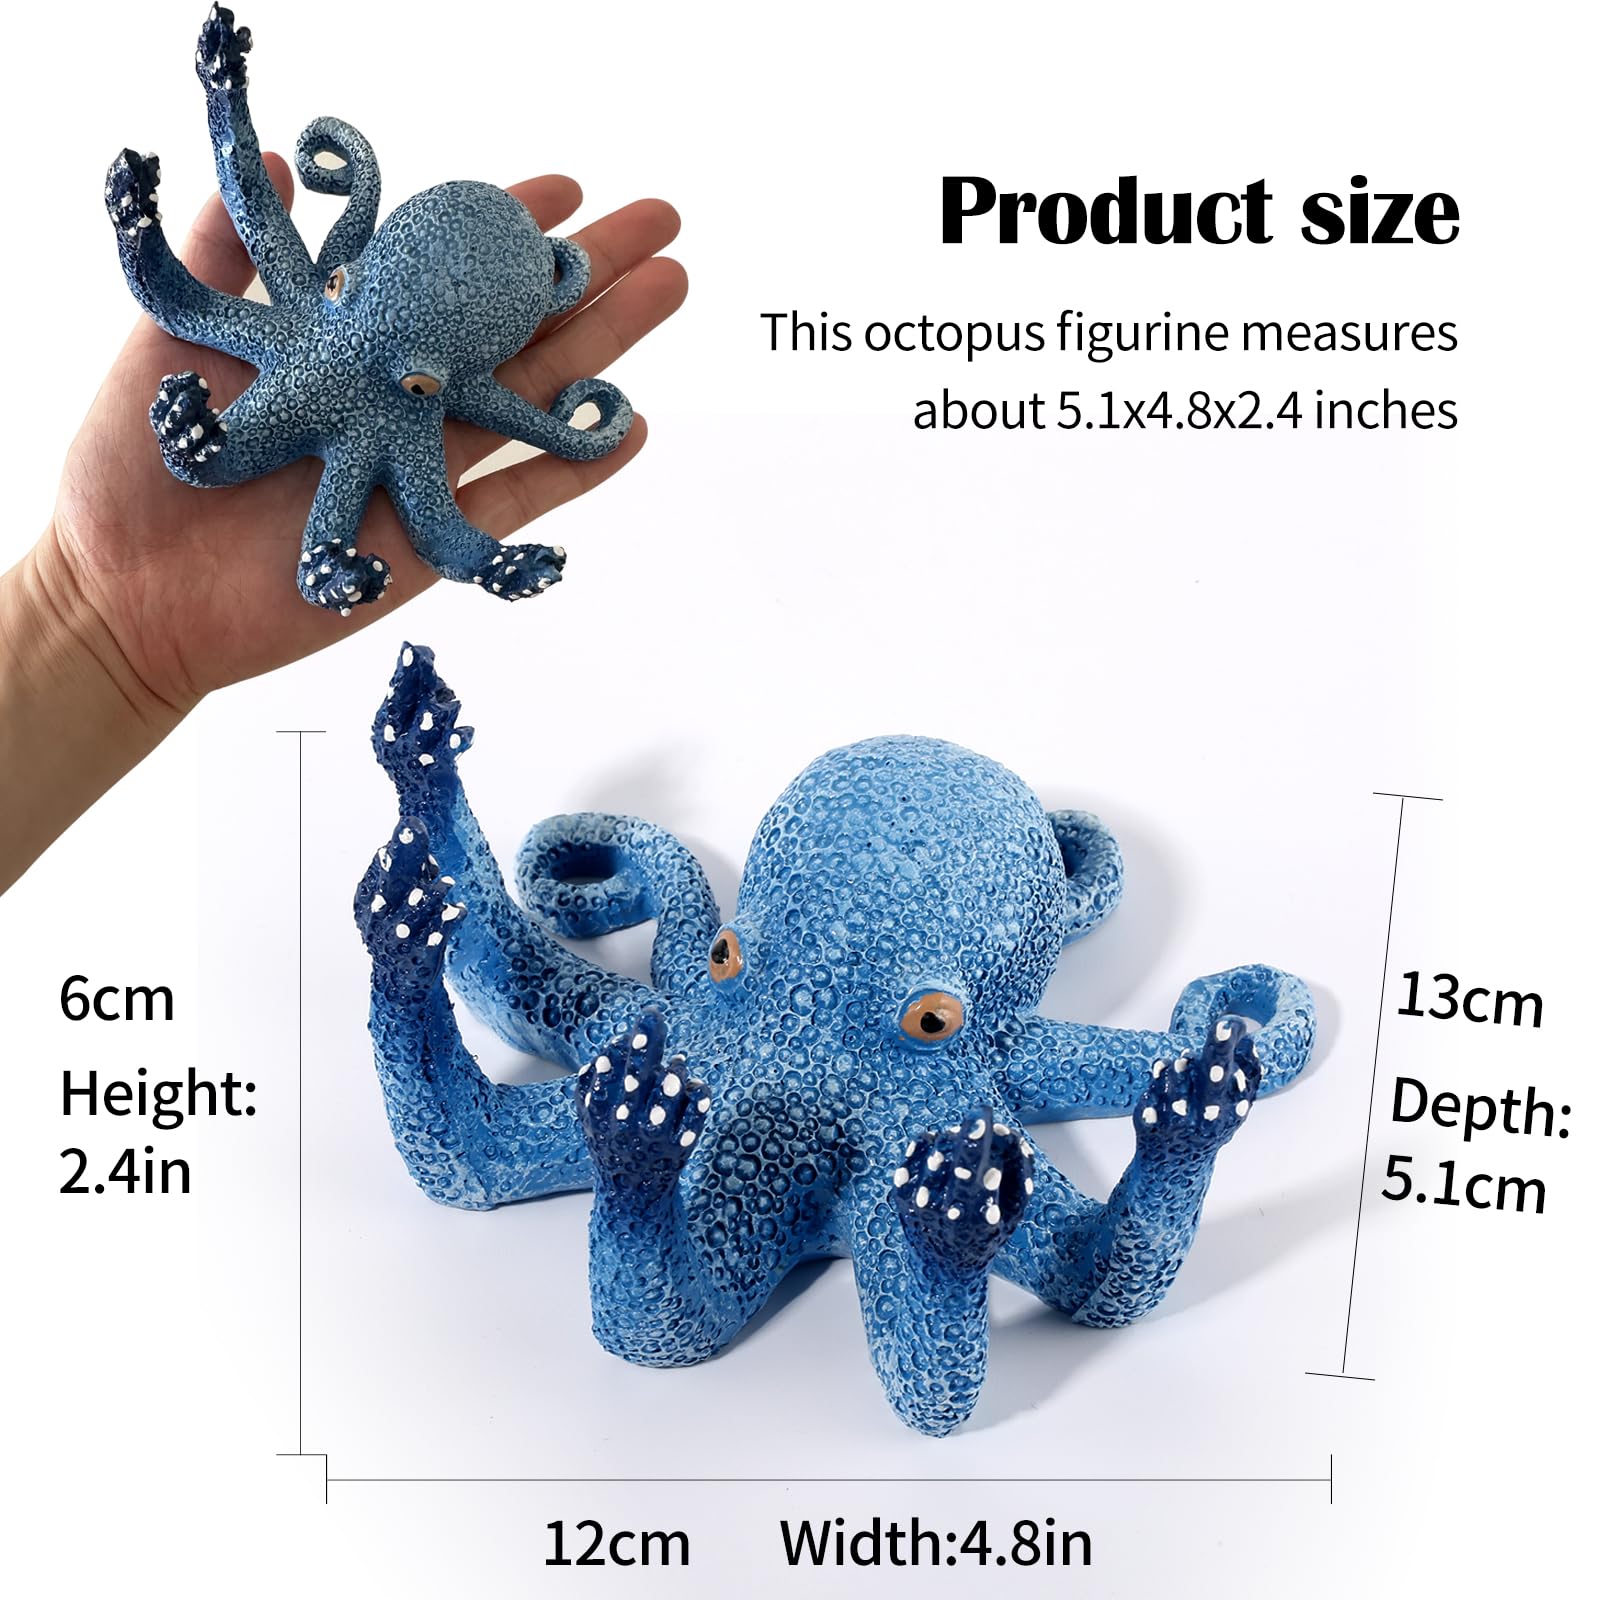 Product size
This octopus figurine measures
about 5.1x4.8x2.4 inches
6cm
Height:
2.4in
13cm
Depth:
5.1cm
12cm Width:4.8in